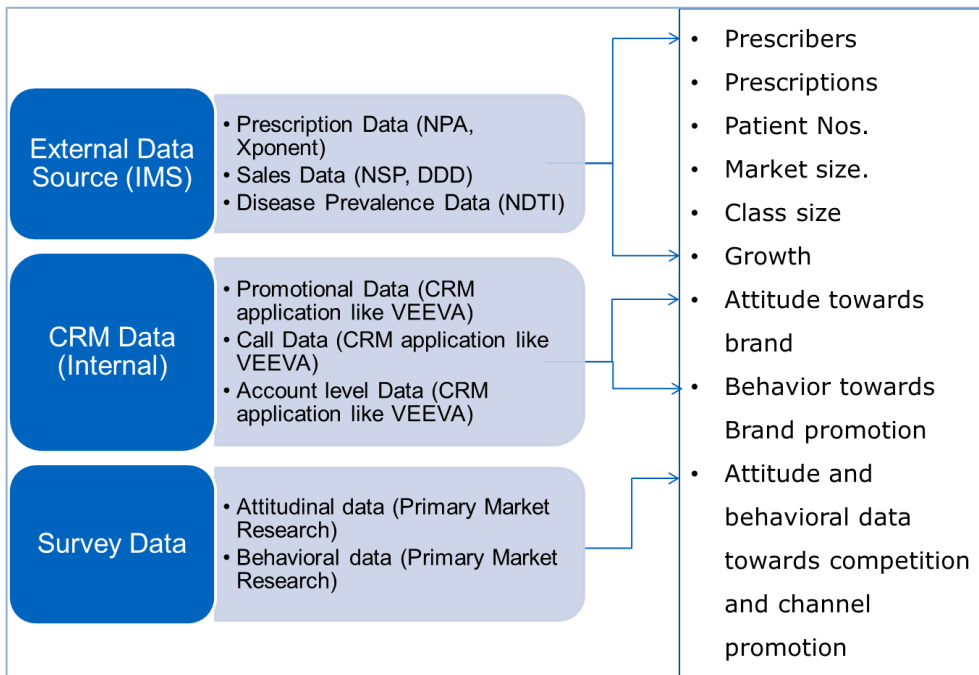 External Data
Source (IMS)
• Prescription Data (NPA,
Xponent)
• Sales Data (NSP, DDD)
• Disease Prevalence Data (NDTI)
CRM Data
(Internal)
• Promotional Data (CRM
application like VEEVA)
• Call Data (CRM application like
VEEVA)
• Account level Data (CRM
application like VEEVA)
Survey Data
• Attitudinal data (Primary Market
Research)
• Behavioral data (Primary Market
Research)
• Prescribers
• Prescriptions
• Patient Nos.
• Market size.
• Class size
• Growth
• Attitude towards
brand
• Behavior towards
Brand promotion
• Attitude and
behavioral data
towards competition
and channel
promotion